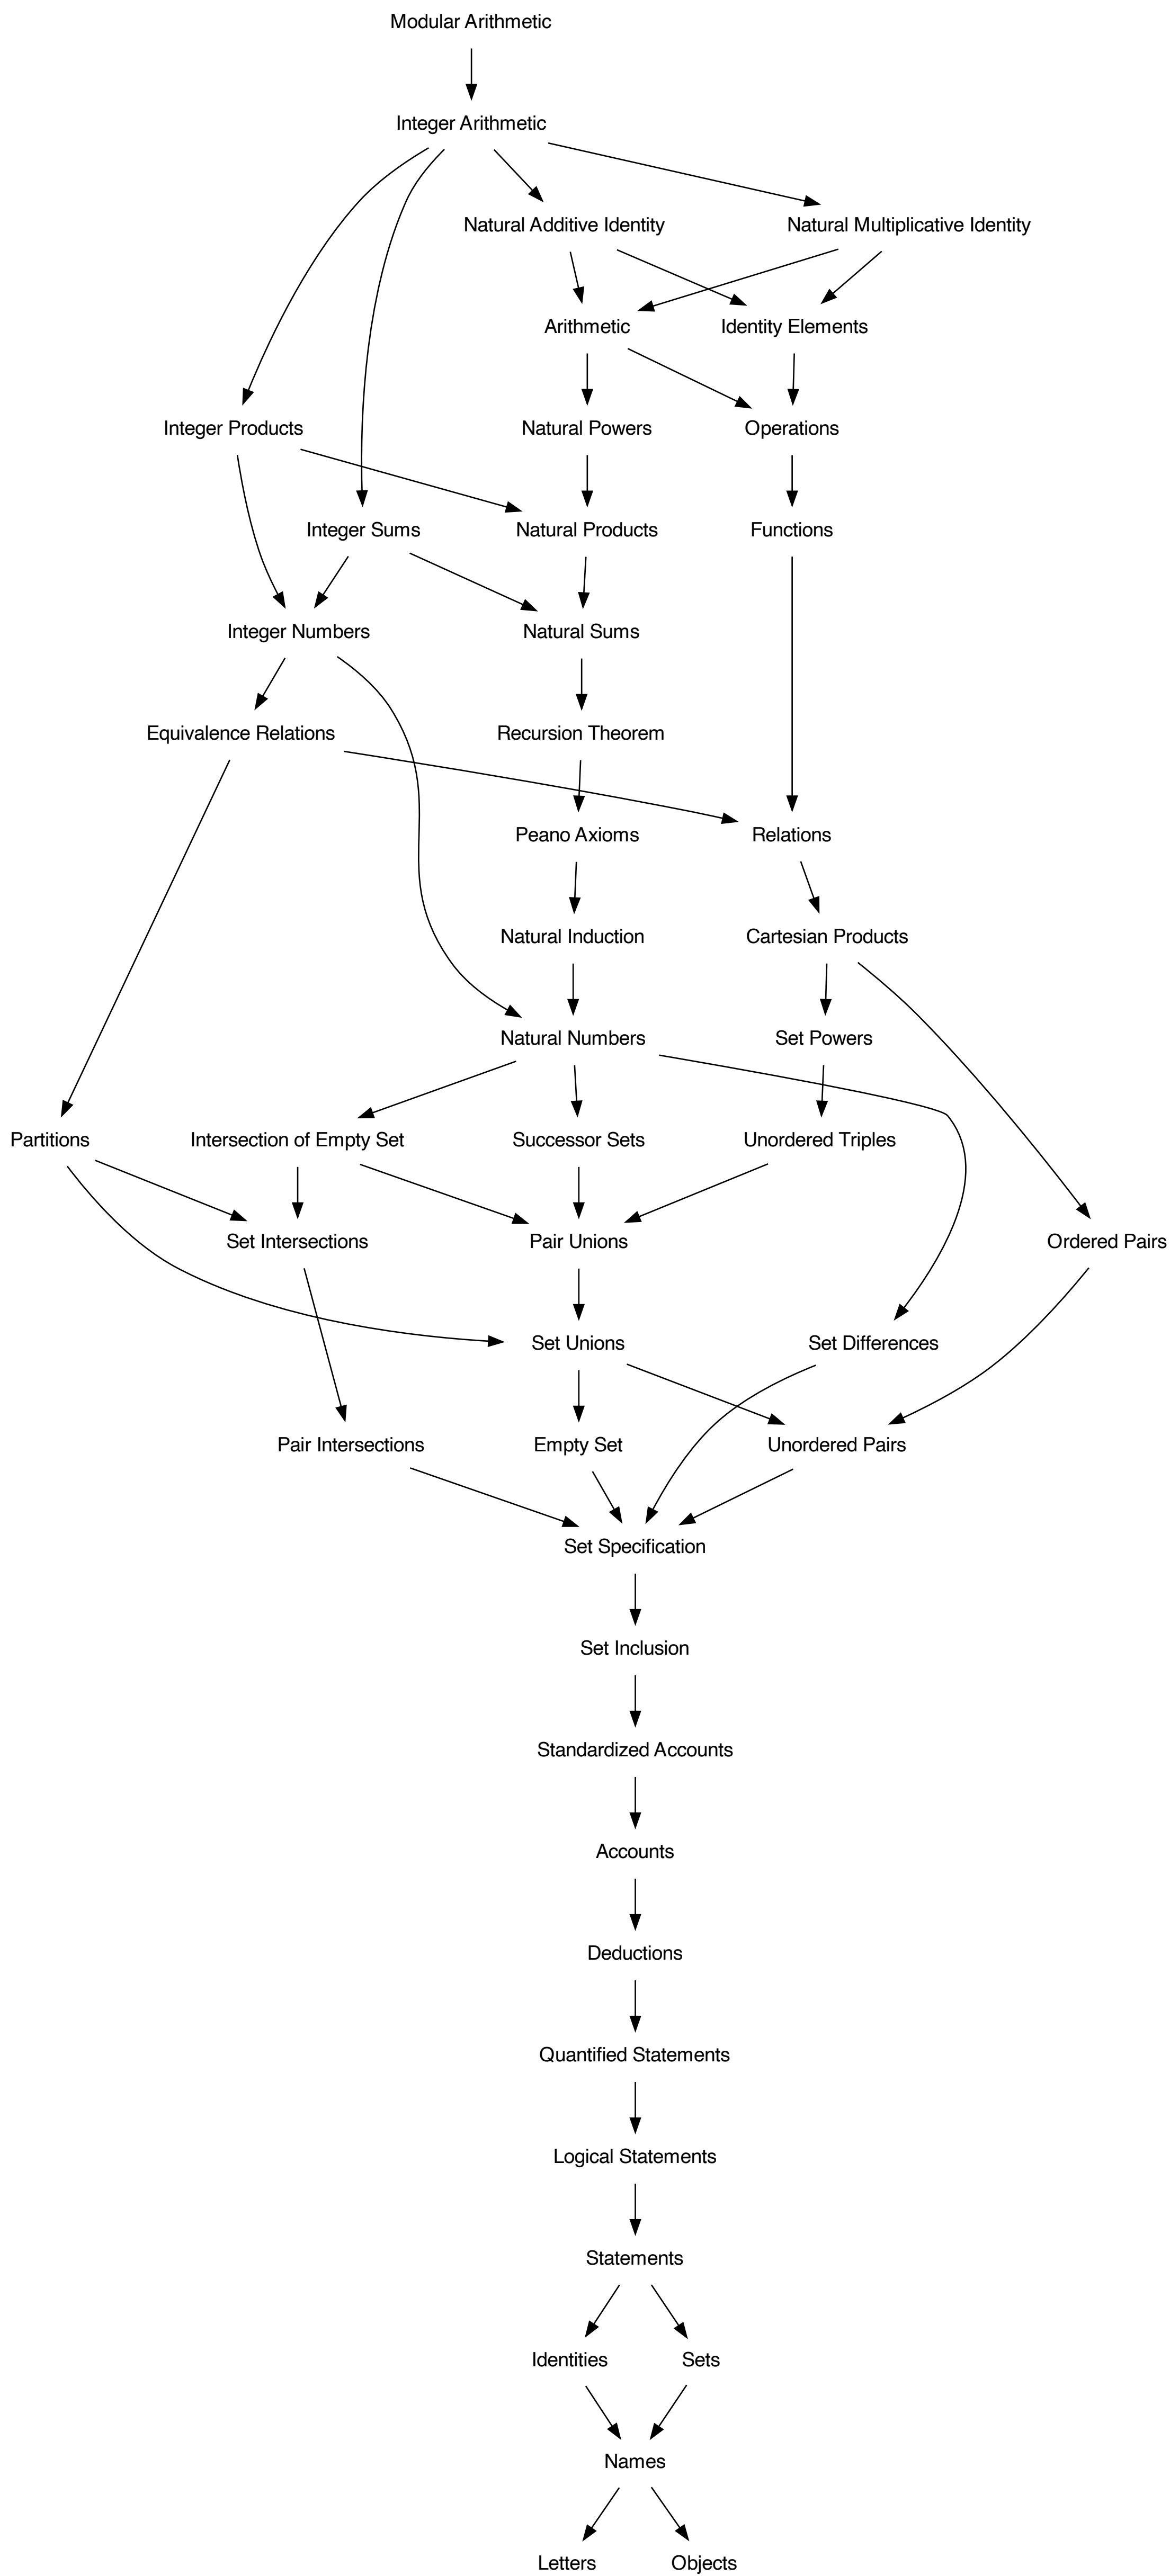 Modular Arithmetic
Integer Arithmetic
Natural Additive Identity
Natural Multiplicative Identity
Arithmetic
Identity Elements
Integer Products
Natural Powers
Operations
Integer Sums
Natural Products
Functions
Integer Numbers
Natural Sums
Equivalence Relations
Recursion Theorem
Peano Axioms
Relations
Natural Induction
Cartesian Products
Natural Numbers
Set Powers
Partitions
Intersection of Empty Set
Successor Sets
Unordered Triples
Set Intersections
Pair Unions
Ordered Pairs
Set Unions
Set Differences
Pair Intersections
Empty Set
Unordered Pairs
Set Specification
Set Inclusion
Standardized Accounts
Accounts
Deductions
Quantified Statements
Logical Statements
Statements
Identities
Sets
Names
Letters
Objects